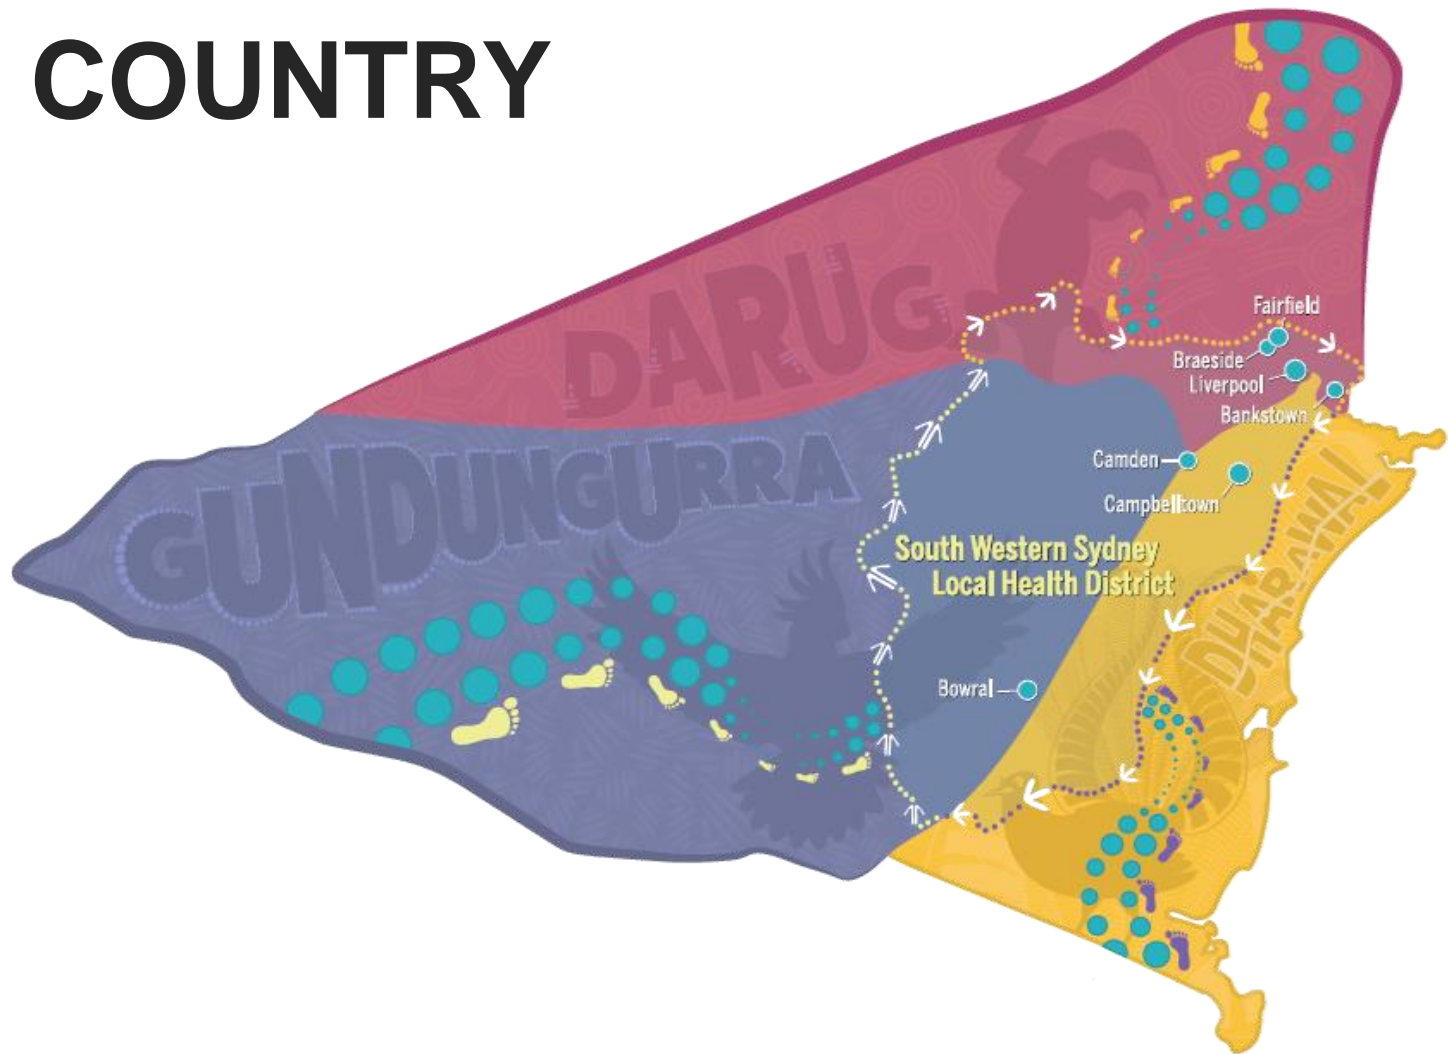 COUNTRY
DARUG
Fairfield
Braeside
Liverpool
Bankstown
GUNDUNGURRA
Camden
Campbelltown
DHARAWAL
South Western Sydney
Local Health District
Bowral